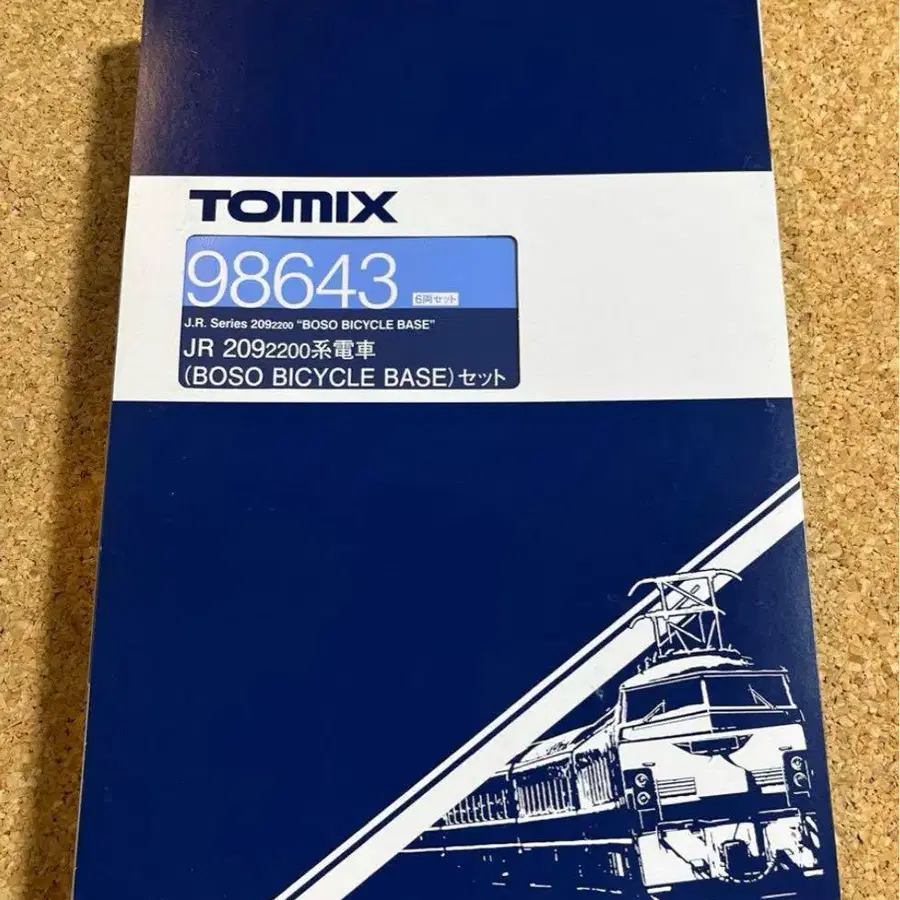 TOMIX
98643 6両セット
J.R. Series 2092200 "BOSO BICYCLE BASE"
JR 2092200系電車
(BOSO BICYCLE BASE)セット